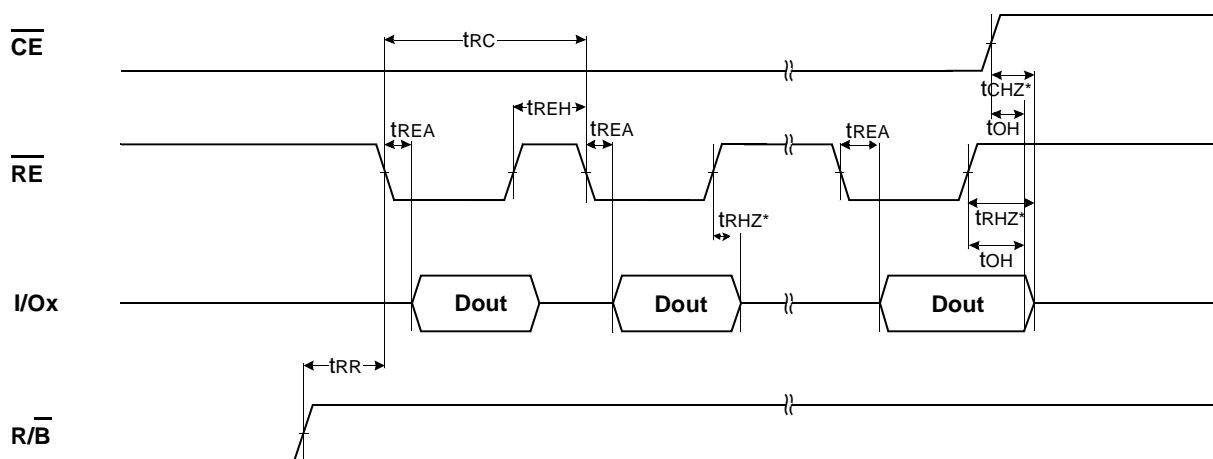 CE
tRC
tCHZ*
tREH
tOH
tREA
tREA
tREA
RE
tRHZ*
tRHZ*
tOH
I/Ox
Dout
Dout
Dout
tRR
R/B